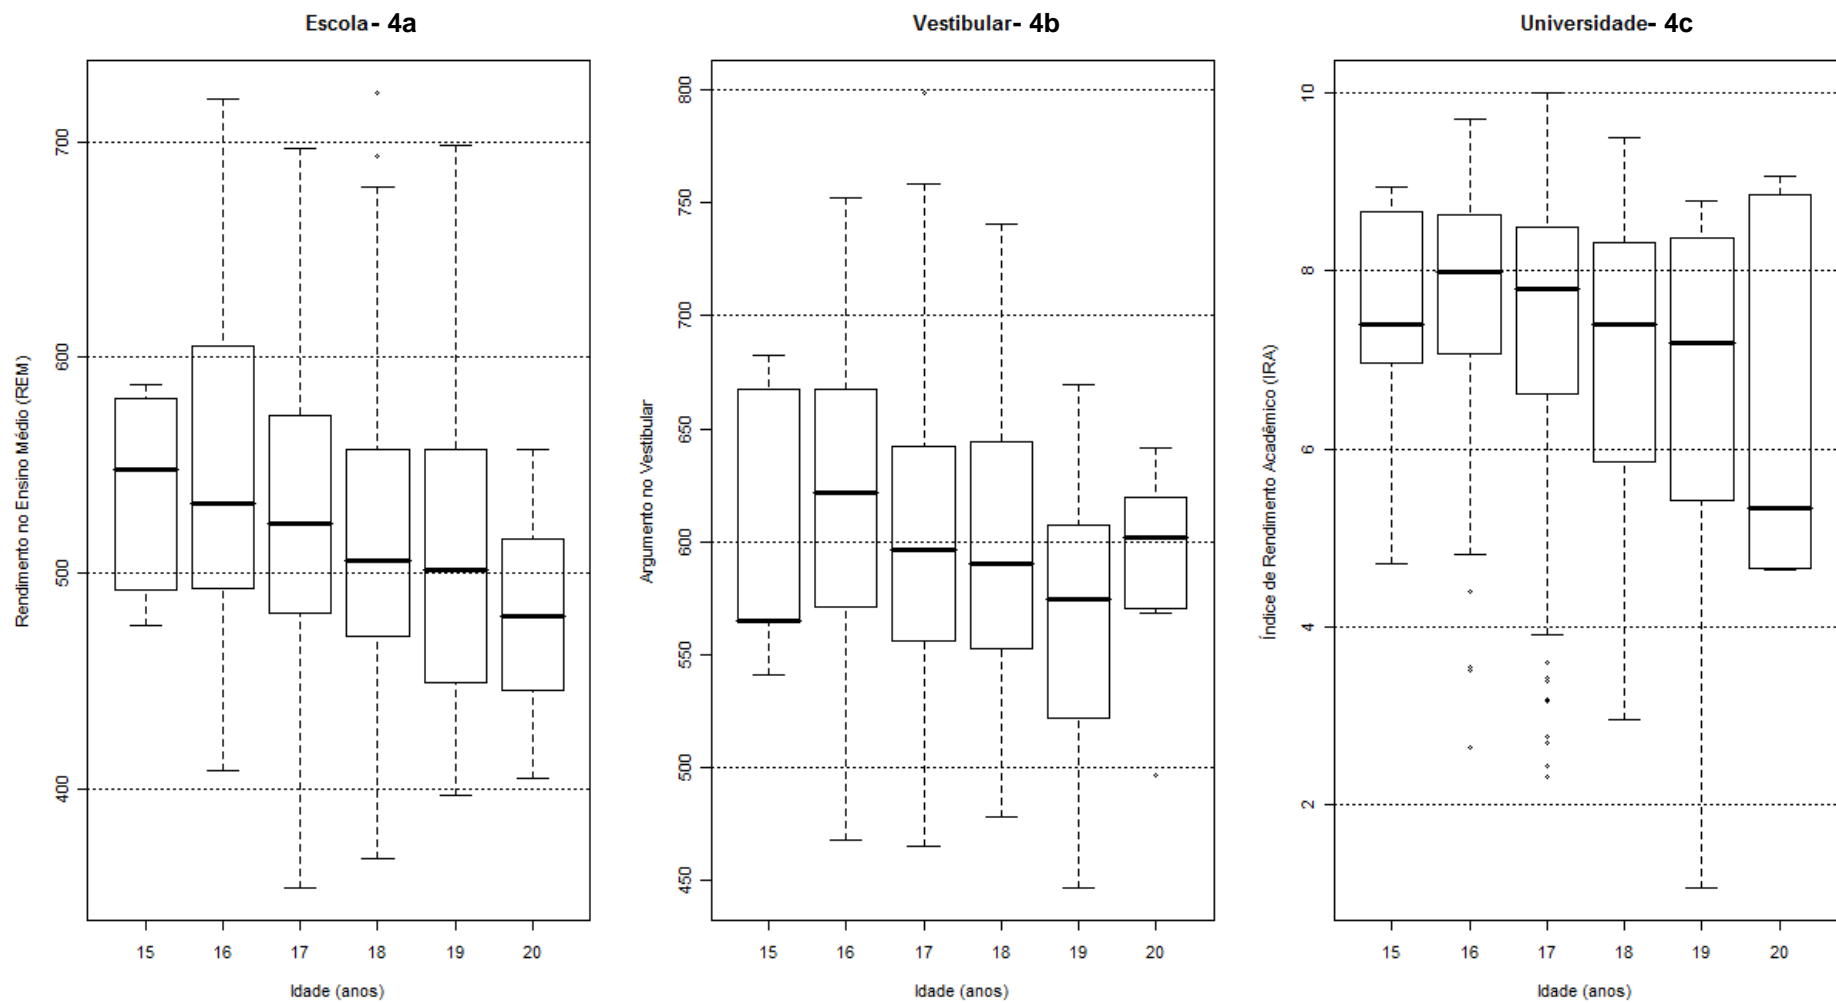 Escola- 4a
Rendimento no Ensino Médio (REM)
700
600
500
400
15 16 17 18 19 20
Idade (anos)
Vestibular- 4b
Argumento no Vestibular
800
750
700
650
600
550
500
450
15 16 17 18 19 20
Idade (anos)
Universidade- 4c
Índice de Rendimento Acadêmico (IRA)
10
8
6
4
2
15 16 17 18 19 20
Idade (anos)